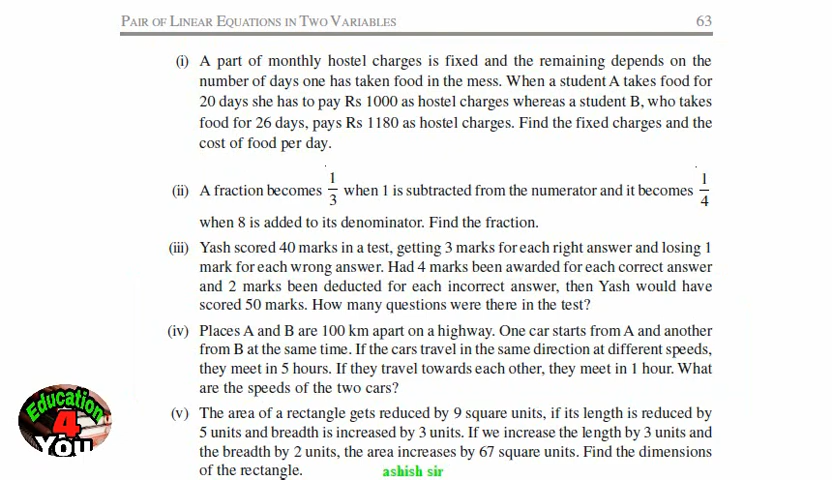 PAIR OF LINEAR EQUATIONS IN TWO VARIABLES 63
(i) A part of monthly hostel charges is fixed and the remaining depends on the
number of days one has taken food in the mess. When a student A takes food for
20 days she has to pay Rs 1000 as hostel charges whereas a student B, who takes
food for 26 days, pays Rs 1180 as hostel charges. Find the fixed charges and the
cost of food per day.
(ii) A fraction becomes 1/3 when 1 is subtracted from the numerator and it becomes 1/4
when 8 is added to its denominator. Find the fraction.
(iii) Yash scored 40 marks in a test, getting 3 marks for each right answer and losing 1
mark for each wrong answer. Had 4 marks been awarded for each correct answer
and 2 marks been deducted for each incorrect answer, then Yash would have
scored 50 marks. How many questions were there in the test?
(iv) Places A and B are 100 km apart on a highway. One car starts from A and another
from B at the same time. If the cars travel in the same direction at different speeds,
they meet in 5 hours. If they travel towards each other, they meet in 1 hour. What
are the speeds of the two cars?
(v) The area of a rectangle gets reduced by 9 square units, if its length is reduced by
5 units and breadth is increased by 3 units. If we increase the length by 3 units and
the breadth by 2 units, the area increases by 67 square units. Find the dimensions
of the rectangle.
Education
4
YOU
ashish sir